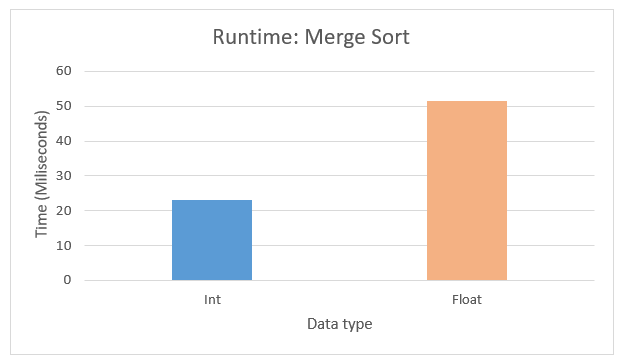 Runtime: Merge Sort
Time (Miliseconds)
60
50
40
30
20
10
0
Int
Float
Data type